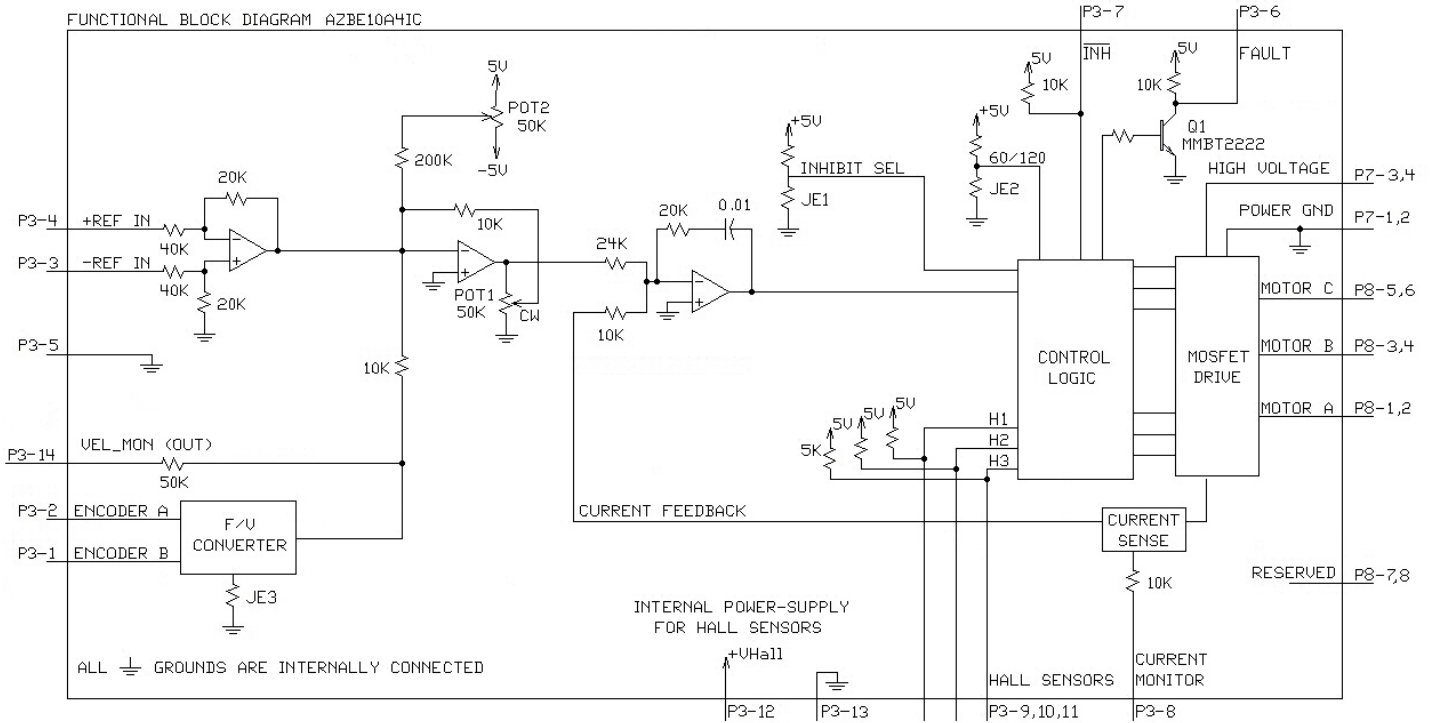 FUNCTIONAL BLOCK DIAGRAM AZBE10A4IC
P3-7
P3-6
5V
10K
INH
5V
10K
FAULT
5V
POT2
50K
-5V
200K
+5V
INHIBIT SEL
JE1
+5V
60/120
JE2
Q1
MMBT2222
HIGH VOLTAGE
P7-3,4
POWER GND
P7-1,2
20K
P3-4
+REF IN
40K
P3-3
-REF IN
40K
20K
10K
POT1
50K
CW
24K
20K
0.01
10K
MOTOR C
P8-5,6
P3-5
10K
CONTROL
LOGIC
MOSFET
DRIVE
MOTOR B
P8-3,4
MOTOR A
P8-1,2
5V
5V
5V
5K
H1
H2
H3
VEL_MON (OUT)
P3-14
50K
P3-2
ENCODER A
P3-1
ENCODER B
F/V
CONVERTER
JE3
CURRENT FEEDBACK
CURRENT
SENSE
10K
RESERVED
P8-7,8
INTERNAL POWER-SUPPLY
FOR HALL SENSORS
+VHall
ALL GROUNDS ARE INTERNALLY CONNECTED
HALL SENSORS
CURRENT
MONITOR
P3-12
P3-13
P3-9,10,11
P3-8